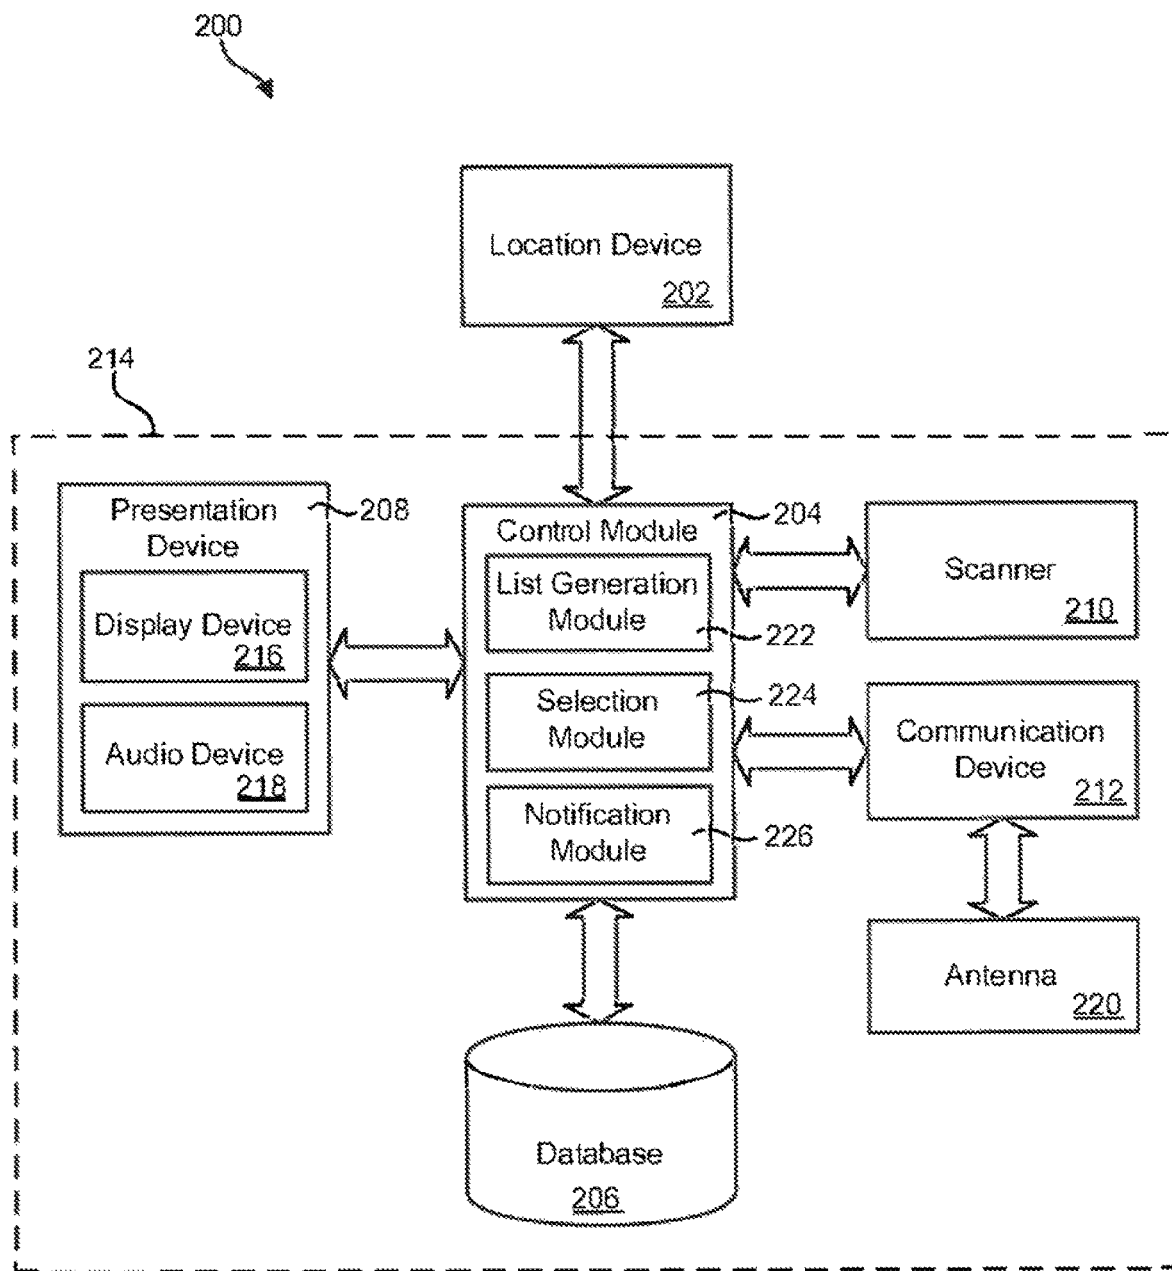 200
Location Device
202
214
Presentation
Device
208
Display Device
216
Audio Device
218
Control Module
204
List Generation
Module
222
Selection
Module
224
Notification
Module
226
Scanner
210
Communication
Device
212
Antenna
220
Database
206